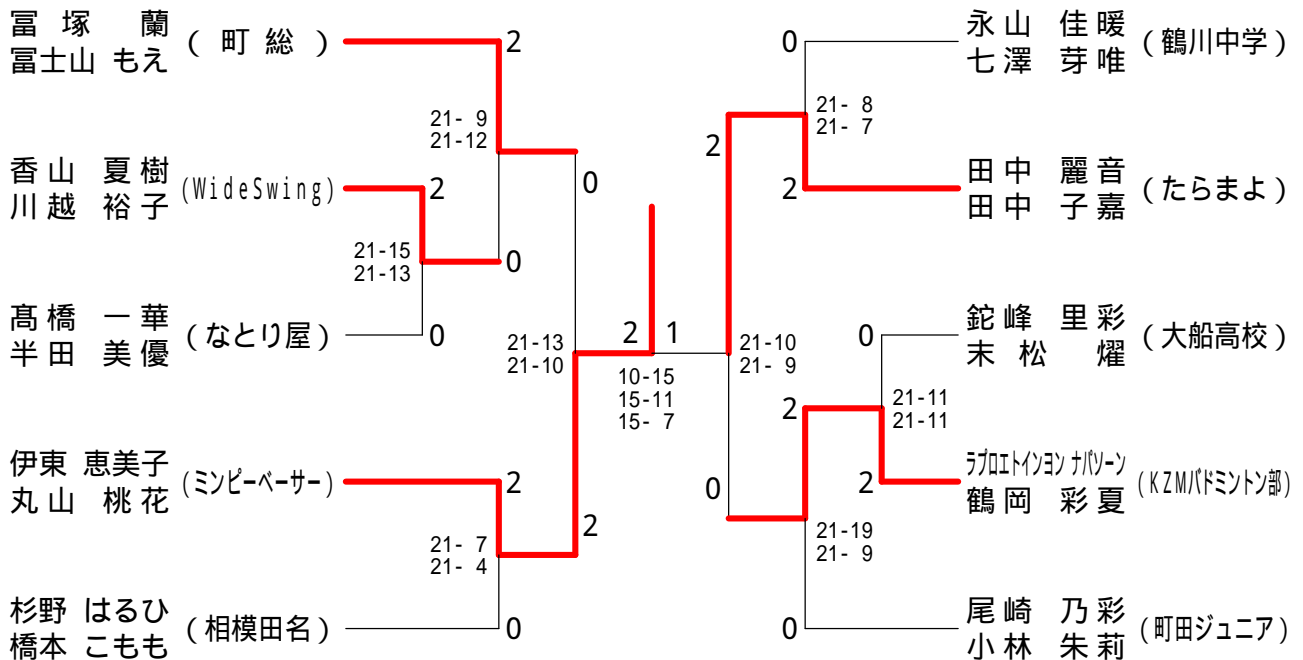 冨塚 蘭
冨士山 もえ
(町総)
2
21- 9
21-12
香山 夏樹
川越 裕子
(WideSwing)
2
0
21-15
21-13
0
髙橋 一華
半田 美優
(なとり屋)
0
21-13
21-10
伊東 恵美子
丸山 桃花
(ミンピーベーサー)
2
2
21- 7
21- 4
杉野 はるひ
橋本 こもも
(相模田名)
0
2 1
10-15
15-11
15- 7
0
永山 佳暖
七澤 芽唯
(鶴川中学)
21- 8
21- 7
2
2
田中 麗音
田中 子嘉
(たらまよ)
21-10
21- 9
0
鉈峰 里彩
末松 燿
(大船高校)
21-11
21-11
2
0
2
ラプロエトインヨン ナパソーン
鶴岡 彩夏
(KZMバドミントン部)
21-19
21- 9
0
尾崎 乃彩
小林 朱莉
(町田ジュニア)